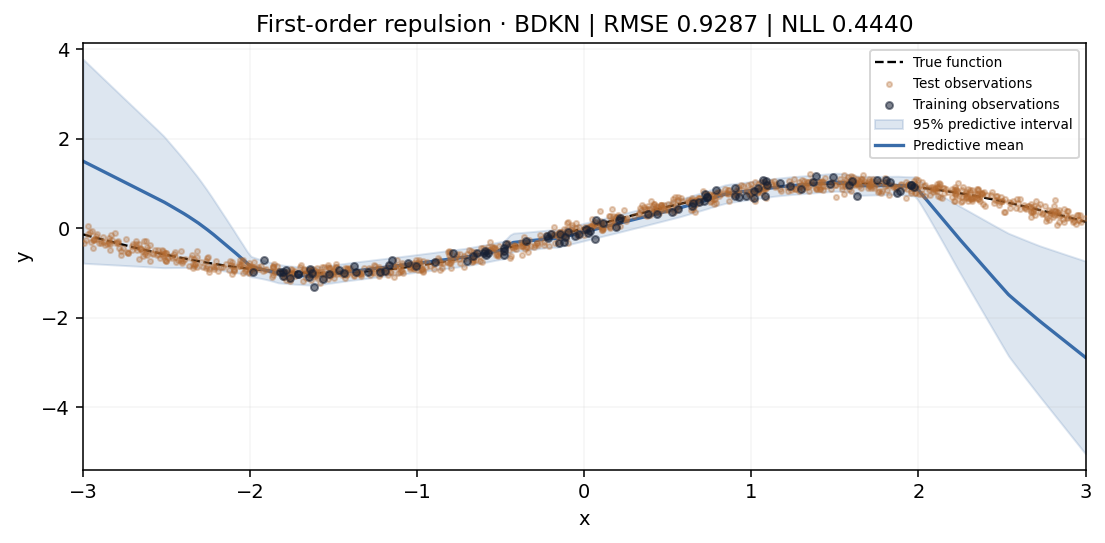 First-order repulsion · BDKN | RMSE 0.9287 | NLL 0.4440
True function
Test observations
Training observations
95% predictive interval
Predictive mean
4
2
0
−2
−4
y
−3 −2 −1 0 1 2 3
x